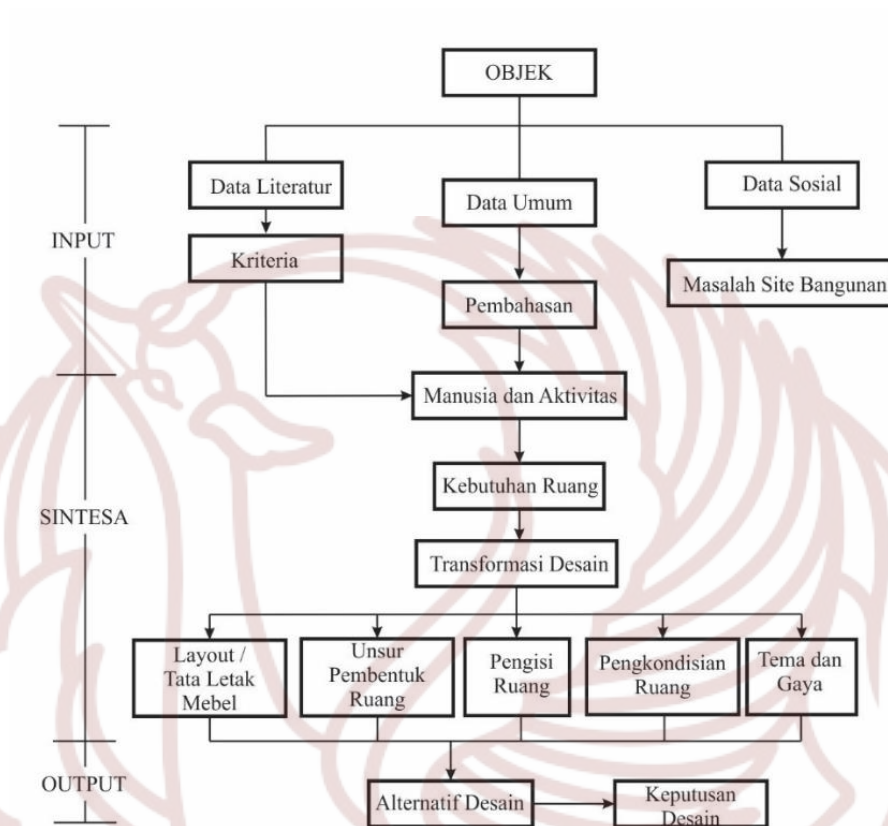 OBJEK
Data Literatur
Data Umum
Data Sosial
INPUT
Kriteria
Pembahasan
Masalah Site Bangunan
Manusia dan Aktivitas
Kebutuhan Ruang
SINTESA
Transformasi Desain
Layout /
Tata Letak
Mebel
Unsur
Pembentuk
Ruang
Pengisi
Ruang
Pengkondisian
Ruang
Tema dan
Gaya
OUTPUT
Alternatif Desain
Keputusan
Desain